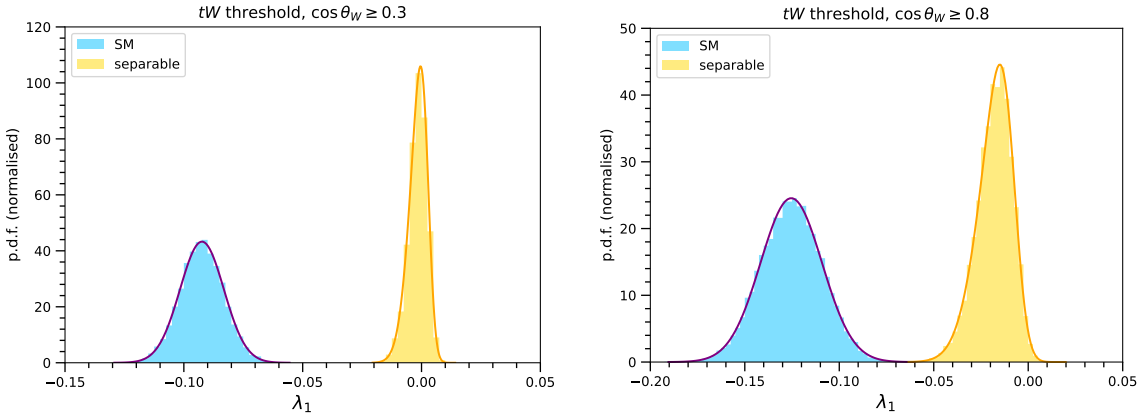 tW threshold, cos θ_W ≥ 0.3
120
100
80
60
40
20
0
p.d.f. (normalised)
SM
separable
−0.15
−0.10
−0.05
0.00
0.05
λ₁
tW threshold, cos θ_W ≥ 0.8
50
40
30
20
10
0
p.d.f. (normalised)
SM
separable
−0.20
−0.15
−0.10
−0.05
0.00
0.05
λ₁